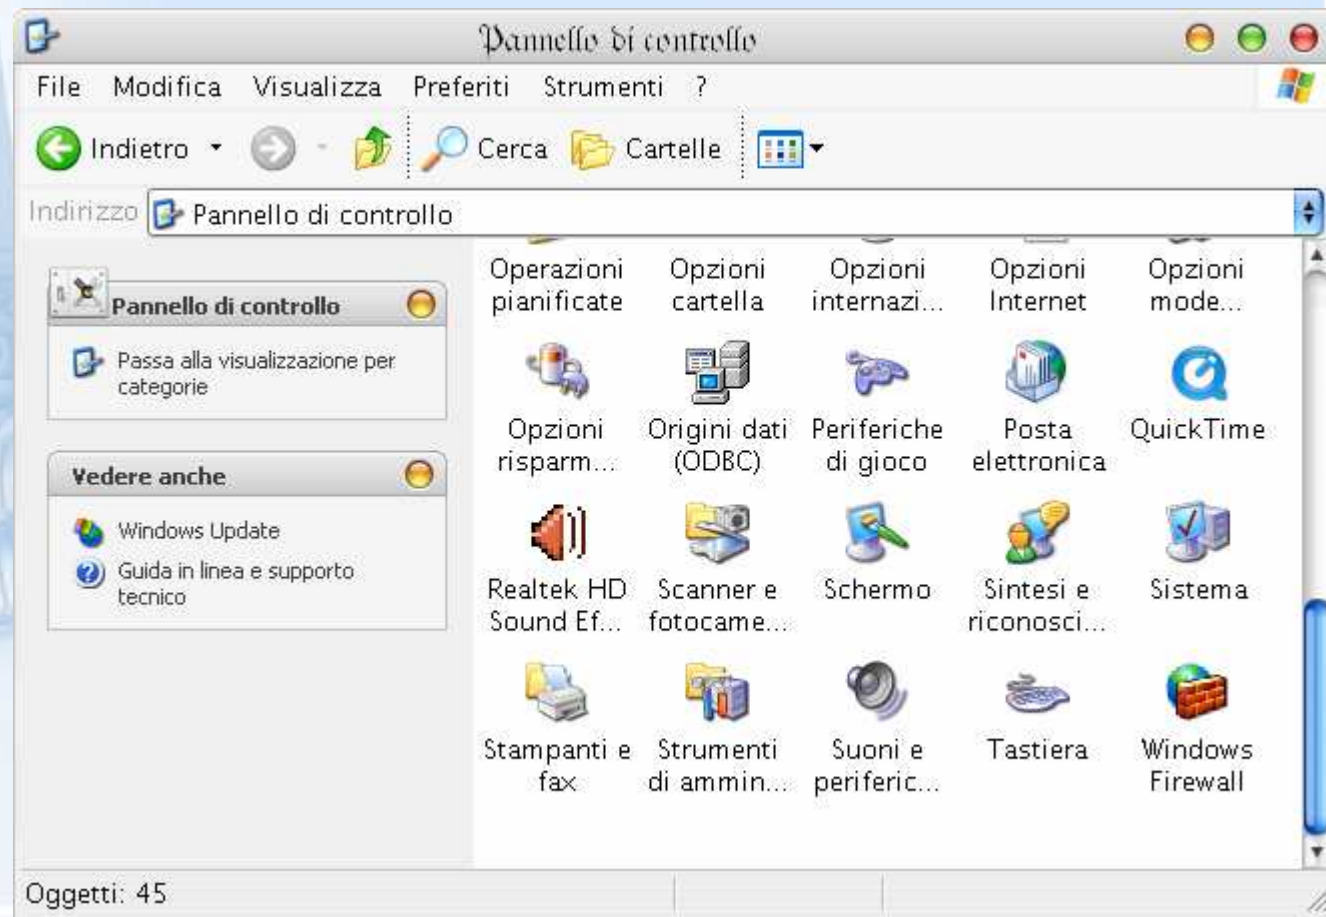 Pannello di controllo
File Modifica Visualizza Preferiti Strumenti ?
Indietro Cerca Cartelle
Indirizzo Pannello di controllo
Pannello di controllo
Passa alla visualizzazione per
categorie
Vedere anche
Windows Update
Guida in linea e supporto
tecnico
Operazioni
pianificate
Opzioni
cartella
Opzioni
internazi...
Opzioni
Internet
Opzioni
mode...
Opzioni
risparm...
Origini dati
(ODBC)
Periferiche
di gioco
Posta
elettronica
QuickTime
Realtek HD
Sound Ef...
Scanner e
fotocame...
Schermo
Sintesi e
riconosci...
Sistema
Stampanti e
fax
Strumenti
di ammin...
Suoni e
periferic...
Tastiera
Windows
Firewall
Oggetti: 45